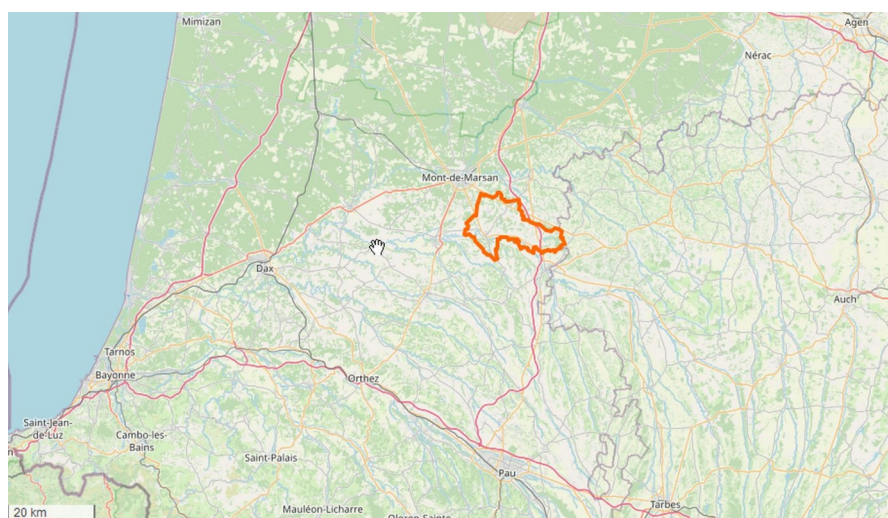 Mimizan
Agen
Nérac
Mont-de-Marsan
Dax
Auch
Tarnos
Bayonne
Orthez
Saint-Jean-
de-Luz
Cambo-les-
Bains
Saint-Palais
Pau
Mauléon-Licharre
Tarbes
20 km